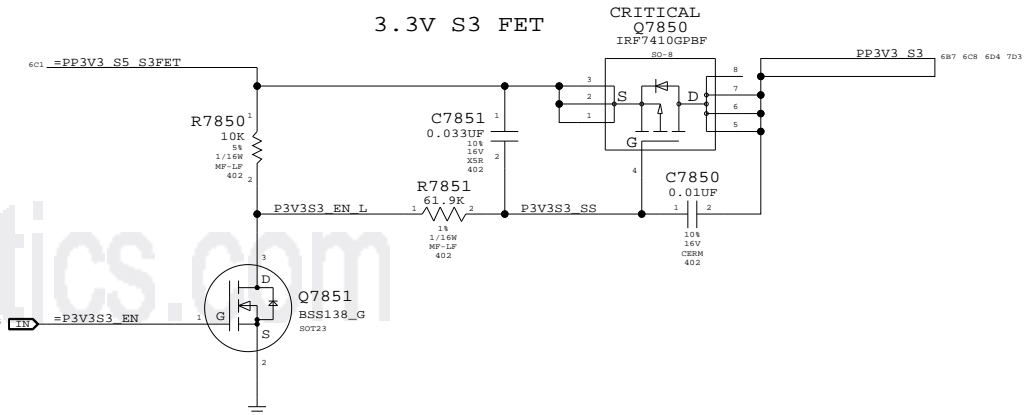 3.3V S3 FET
CRITICAL
Q7850
IRF7410GPBF
SO-8
6C1 =PP3V3_S5_S3FET
PP3V3_S3 6B7 6C8 6D4 7D3
3
2
1
S
D
G
8
7
6
5
4
R7850
10K
5%
1/16W
MF-LF
402
1
2
C7851
0.033UF
10%
16V
X5R
402
1
2
R7851
61.9K
1%
1/16W
MF-LF
402
1 2
P3V3S3_EN_L
P3V3S3_SS
C7850
0.01UF
1 2
10%
16V
CERM
402
3
D
G
S
1
2
Q7851
BSS138_G
SOT23
IN =P3V3S3_EN
tics.com